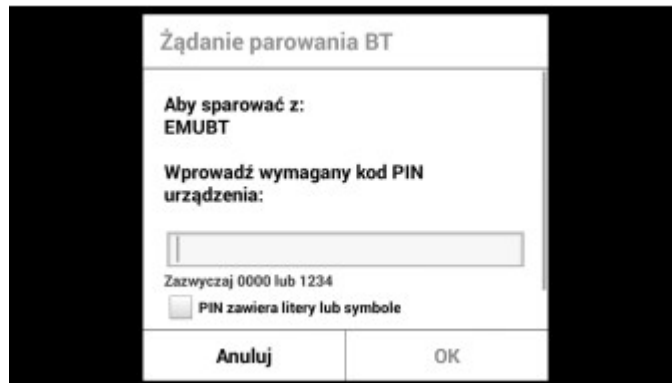 Żądanie parowania BT
Aby sparować z:
EMUBT
Wprowadź wymagany kod PIN
urządzenia:
Zazwyczaj 0000 lub 1234
PIN zawiera litery lub symbole
Anuluj
OK